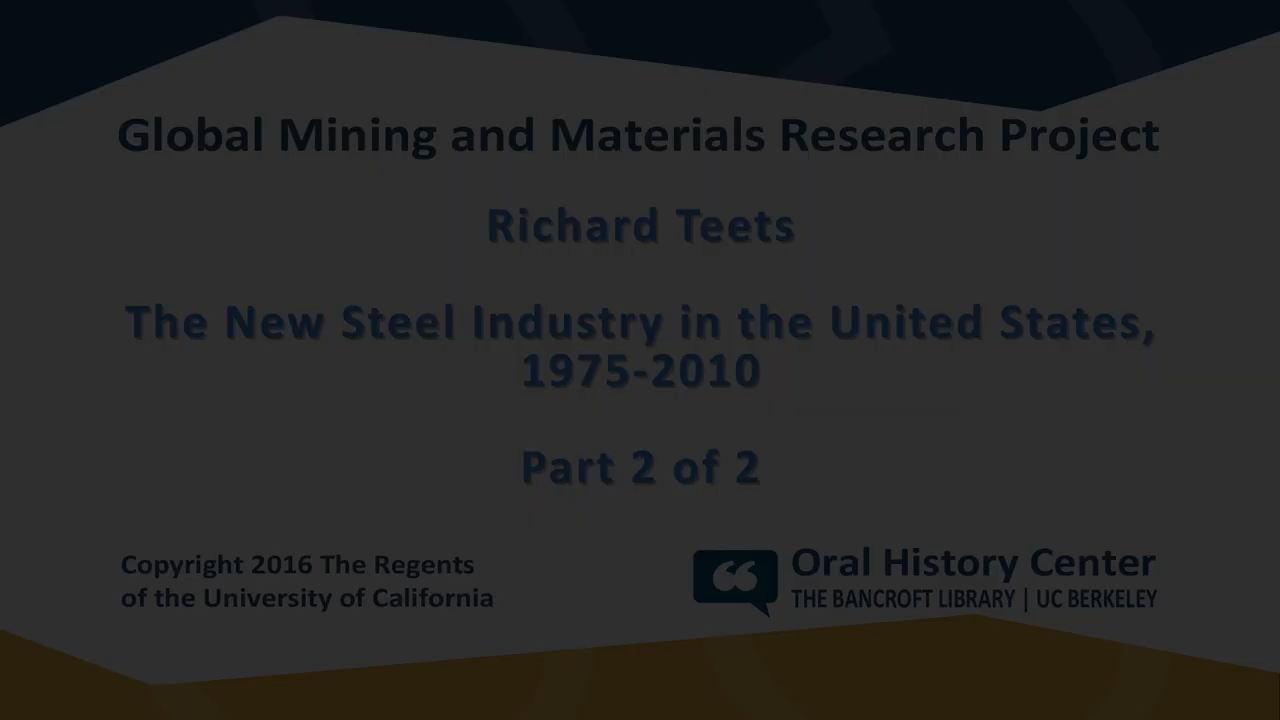 Global Mining and Materials Research Project
Richard Teets
The New Steel Industry in the United States,
1975-2010
Part 2 of 2
Copyright 2016 The Regents
of the University of California
Oral History Center
THE BANCROFT LIBRARY | UC BERKELEY